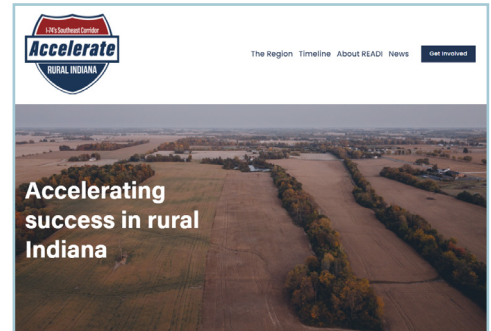 I-74's Southeast Corridor
Accelerate
RURAL INDIANA
The Region Timeline About READI News Get Involved
Accelerating
success in rural
Indiana